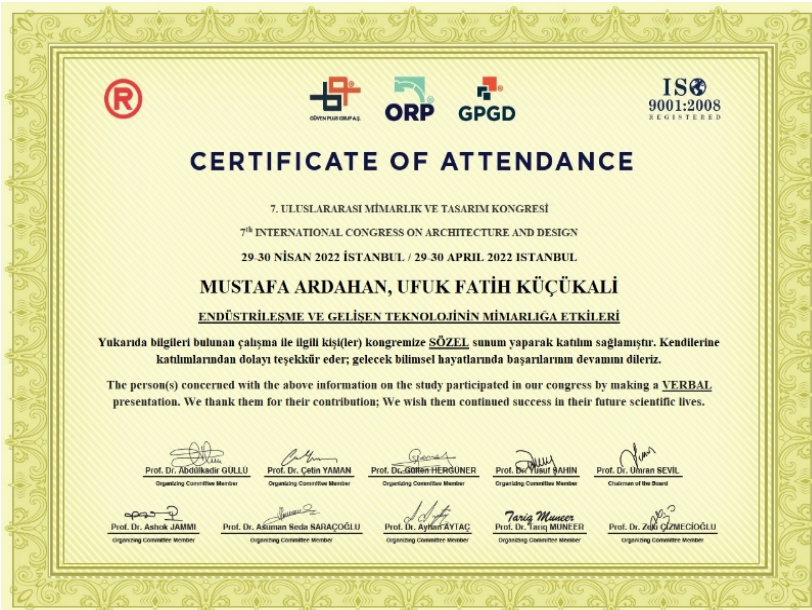 ®
GÜVEN PLUS GRUP A.Ş.
ORP
GPGD
ISO
9001:2008
REGISTERED
CERTIFICATE OF ATTENDANCE
7. ULUSLARARASI MİMARLIK VE TASARIM KONGRESİ
7th INTERNATIONAL CONGRESS ON ARCHITECTURE AND DESIGN
29-30 NİSAN 2022 İSTANBUL / 29-30 APRIL 2022 ISTANBUL
MUSTAFA ARDAHAN, UFUK FATİH KÜÇÜKALİ
ENDÜSTRİLEŞME VE GELİŞEN TEKNOLOJİNİN MİMARLIĞA ETKİLERİ
Yukarıda bilgileri bulunan çalışma ile ilgili kişi(ler) kongremize SÖZEL sunum yaparak katılım sağlamıştır. Kendilerine
katılımlarından dolayı teşekkür eder; gelecek bilimsel hayatlarında başarılarının devamını dileriz.
The person(s) concerned with the above information on the study participated in our congress by making a VERBAL
presentation. We thank them for their contribution; We wish them continued success in their future scientific lives.
Prof. Dr. Abdulkadir GÜLLÜ
Organizing Committee Member
Prof. Dr. Çetin YAMAN
Organizing Committee Member
Prof. Dr. Gülten HERGÜNER
Organizing Committee Member
Prof. Dr. Yusuf ŞAHİN
Organizing Committee Member
Prof. Dr. Ümran SEVİL
Chairman of the Board
Prof. Dr. Ashok JAMMI
Organizing Committee Member
Prof. Dr. Asuman Seda SARAÇOĞLU
Organizing Committee Member
Prof. Dr. Ayhan AYTAÇ
Organizing Committee Member
Tariq Muneer
Prof. Dr. Tariq MUNEER
Organizing Committee Member
Prof. Dr. Zeki ÇİZMECİOĞLU
Organizing Committee Member